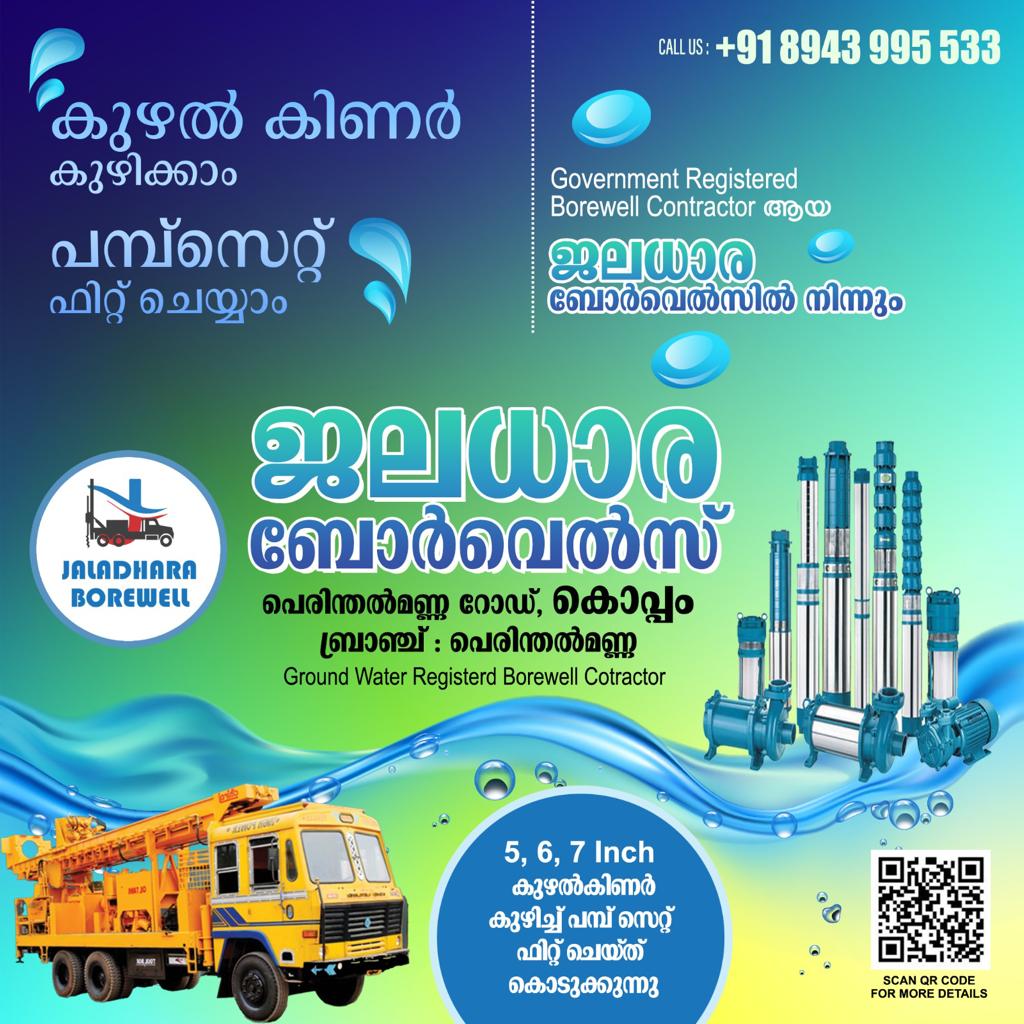 CALL US : +91 8943 995 533
കുഴൽ കിണർ
കുഴിക്കാം
പമ്പ്സെറ്റ്
ഫിറ്റ് ചെയ്യാം
Government Registered
Borewell Contractor ആയ
ജലധാര
ബോർവെൽസിൽ നിന്നും
ജലധാര
ബോർവെൽസ്
പെരിന്തൽമണ്ണ റോഡ്, കൊപ്പം
ബ്രാഞ്ച് : പെരിന്തൽമണ്ണ
Ground Water Registerd Borewell Cotractor
JALADHARA
BOREWELL
5, 6, 7 Inch
കുഴൽകിണർ
കുഴിച്ച് പമ്പ് സെറ്റ്
ഫിറ്റ് ചെയ്ത്
കൊടുക്കുന്നു
SCAN QR CODE
FOR MORE DETAILS